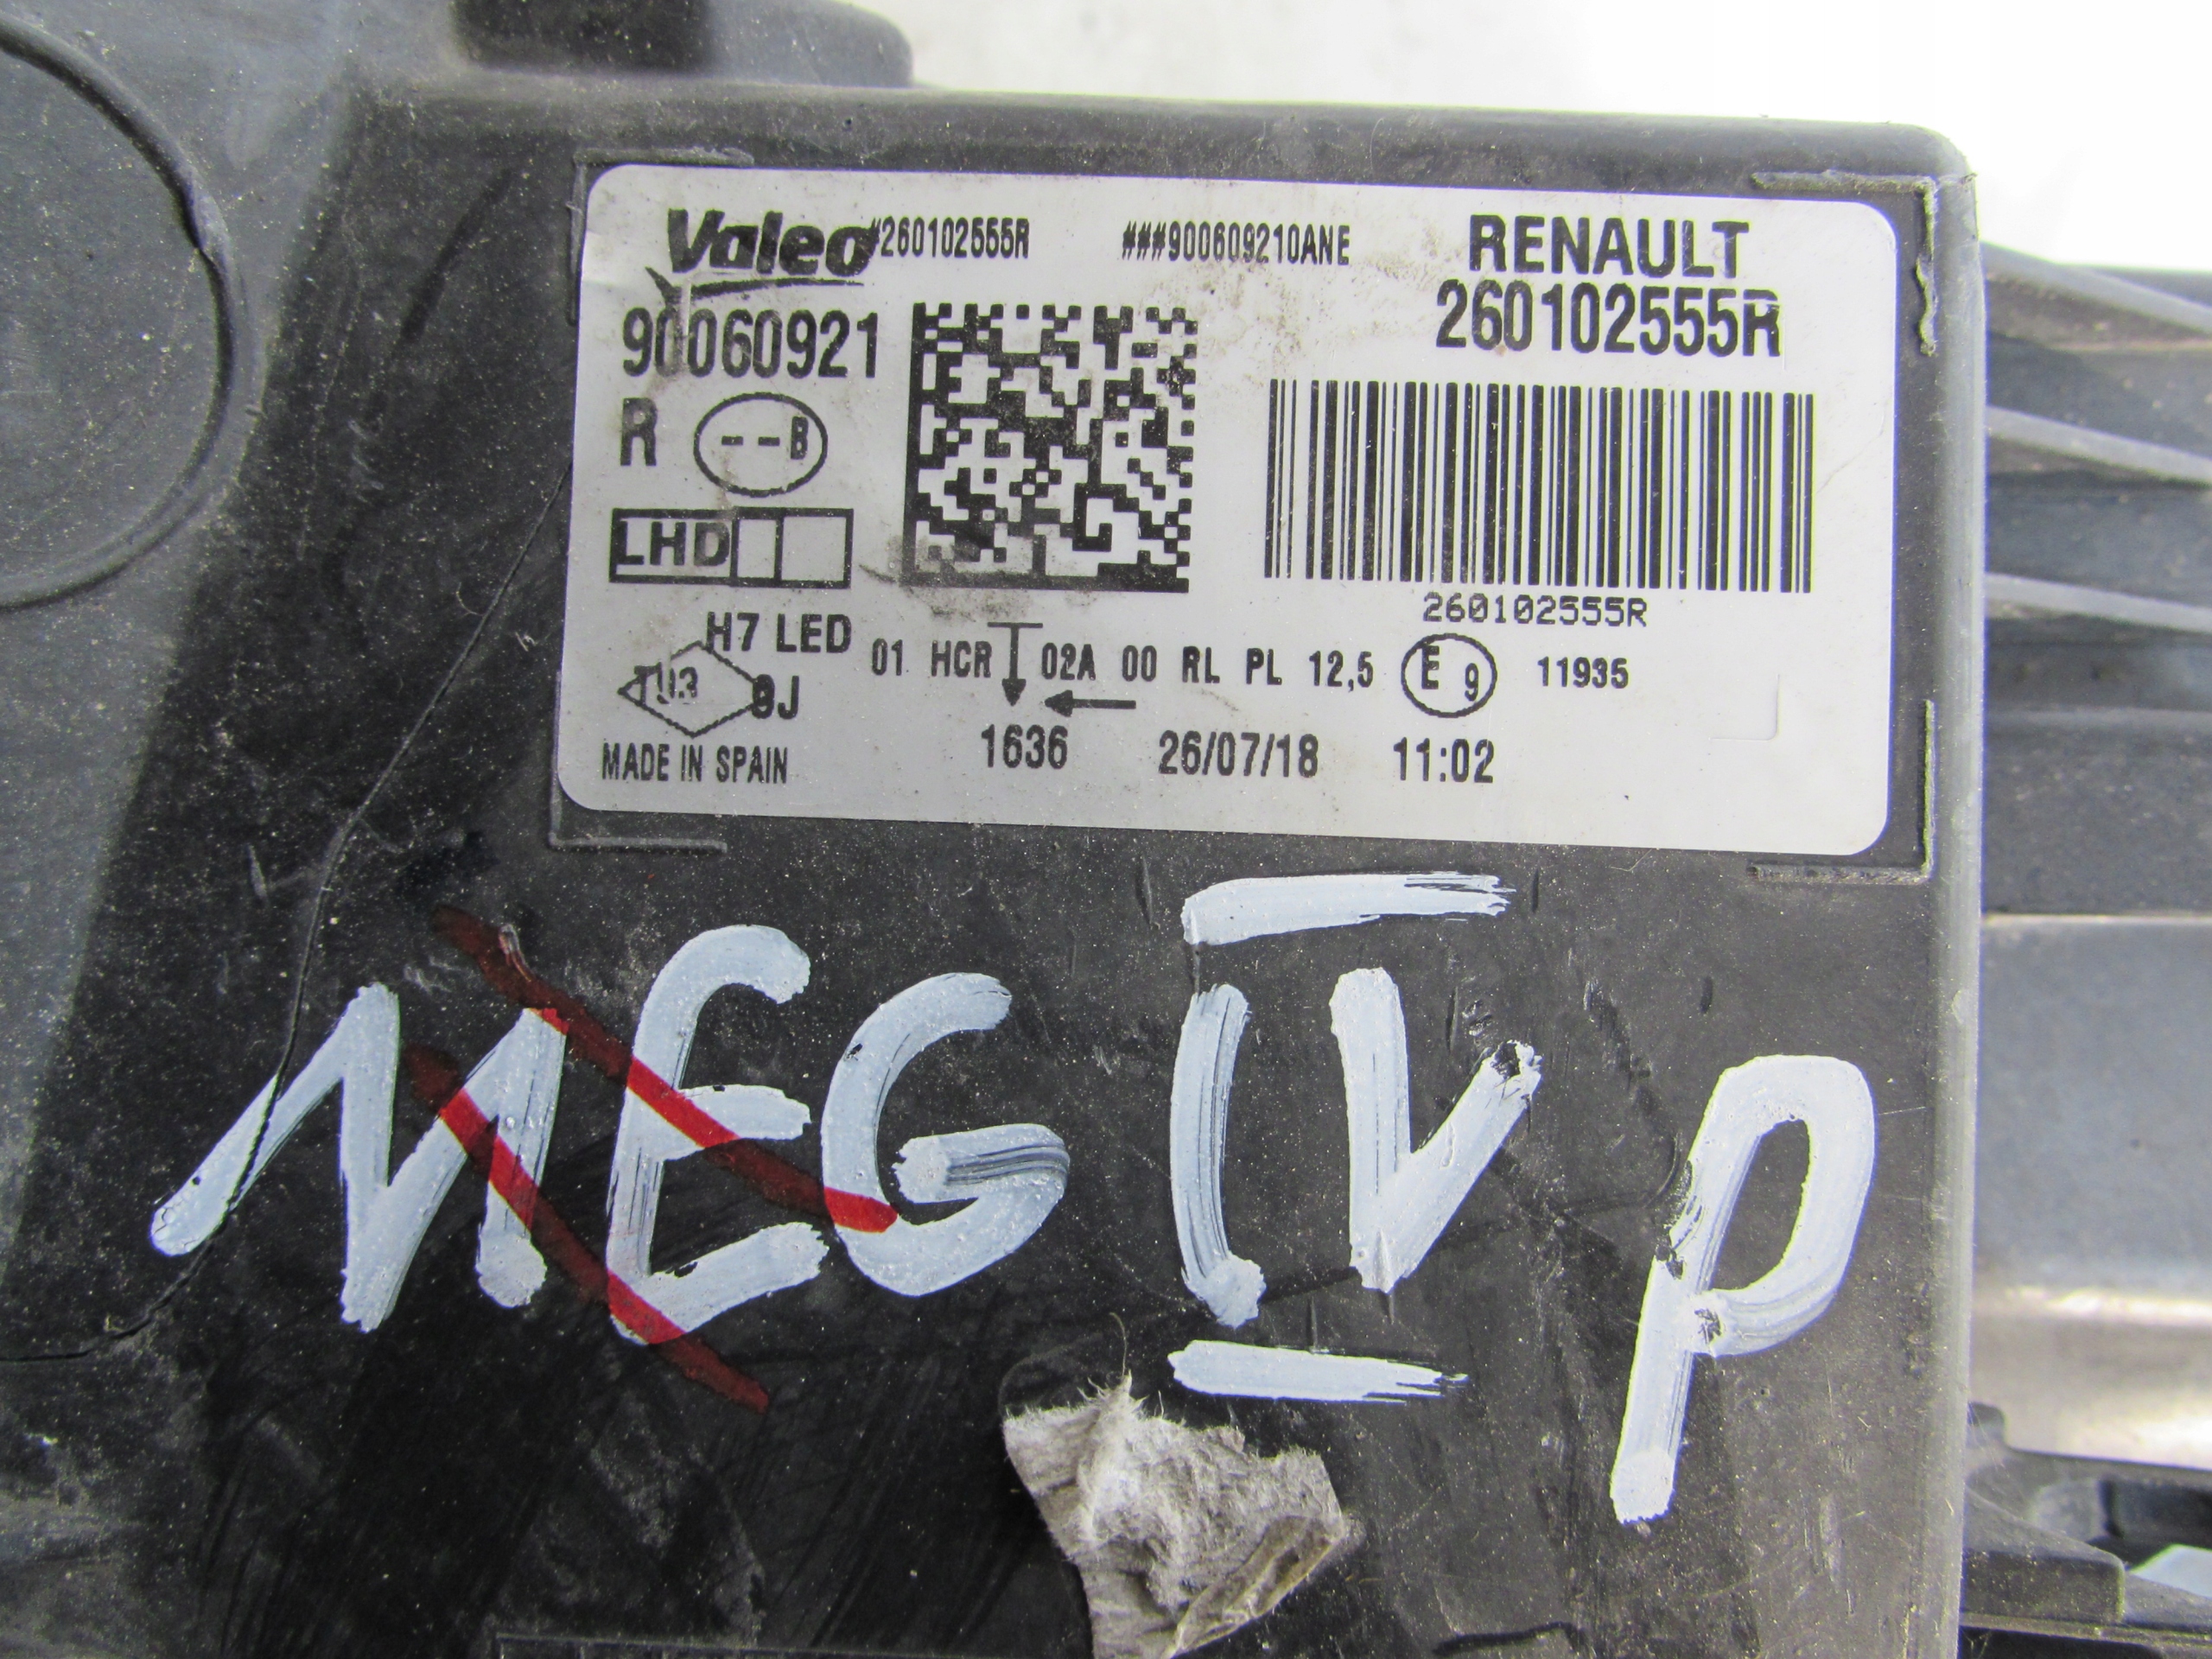 Valeo #260102555R ###900609210ANE RENAULT
90060921 260102555R
R --B
LHD
260102555R
H7 LED
01 HCR 02A 00 RL PL 12,5 E 9 11935
TU3 9J
MADE IN SPAIN 1636 26/07/18 11:02
MEG IV P